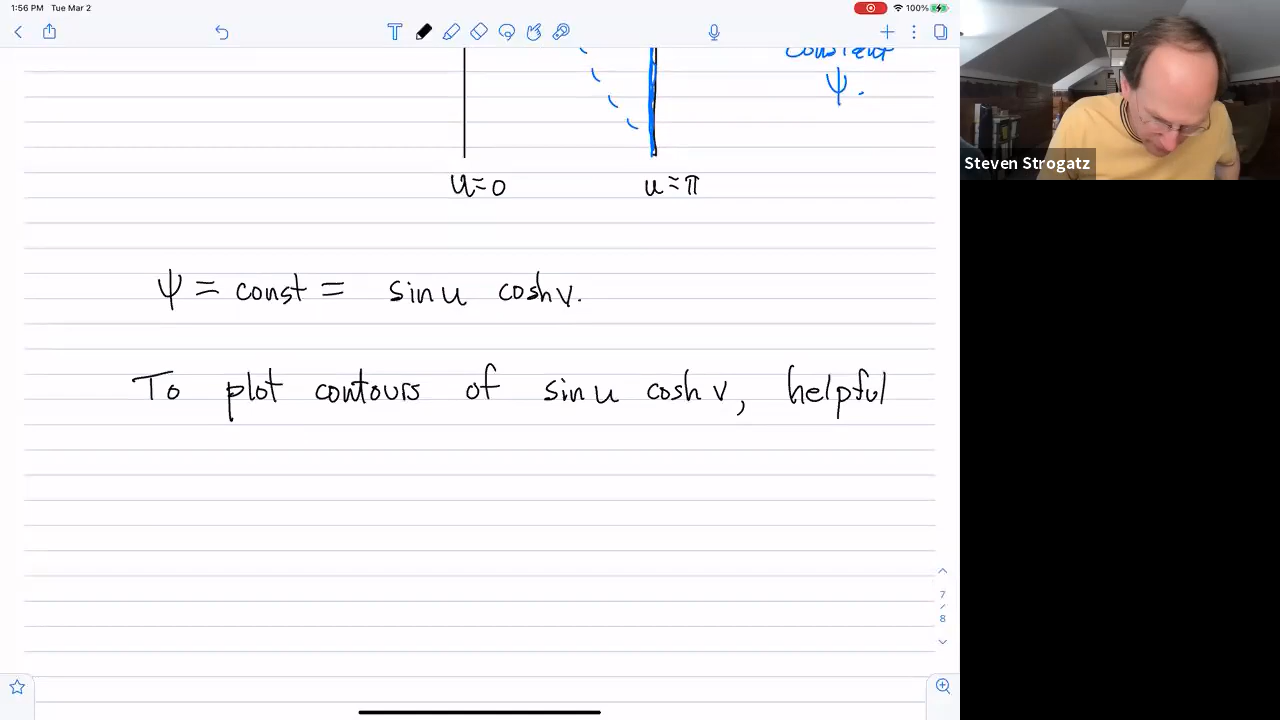 1:56 PM Tue Mar 2
100%
constant
ψ.
u=0 u=π
ψ = const = sin u cosh v.
To plot contours of sin u cosh v, helpful
7
/
8
Steven Strogatz